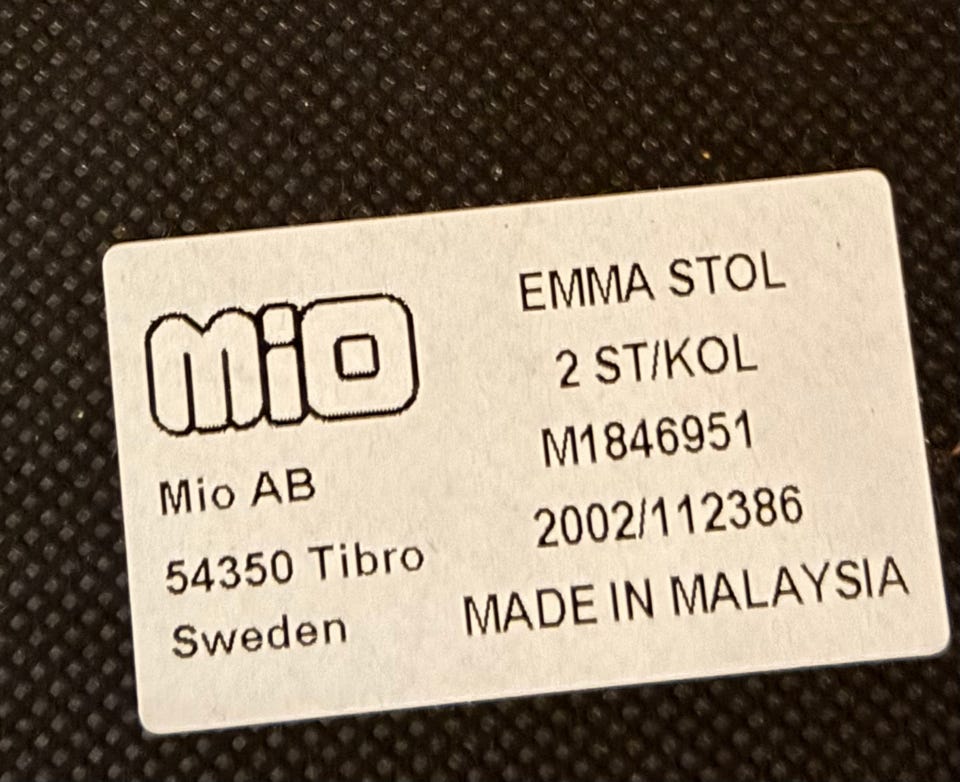 mio
Mio AB
54350 Tibro
Sweden
EMMA STOL
2 ST/KOL
M1846951
2002/112386
MADE IN MALAYSIA